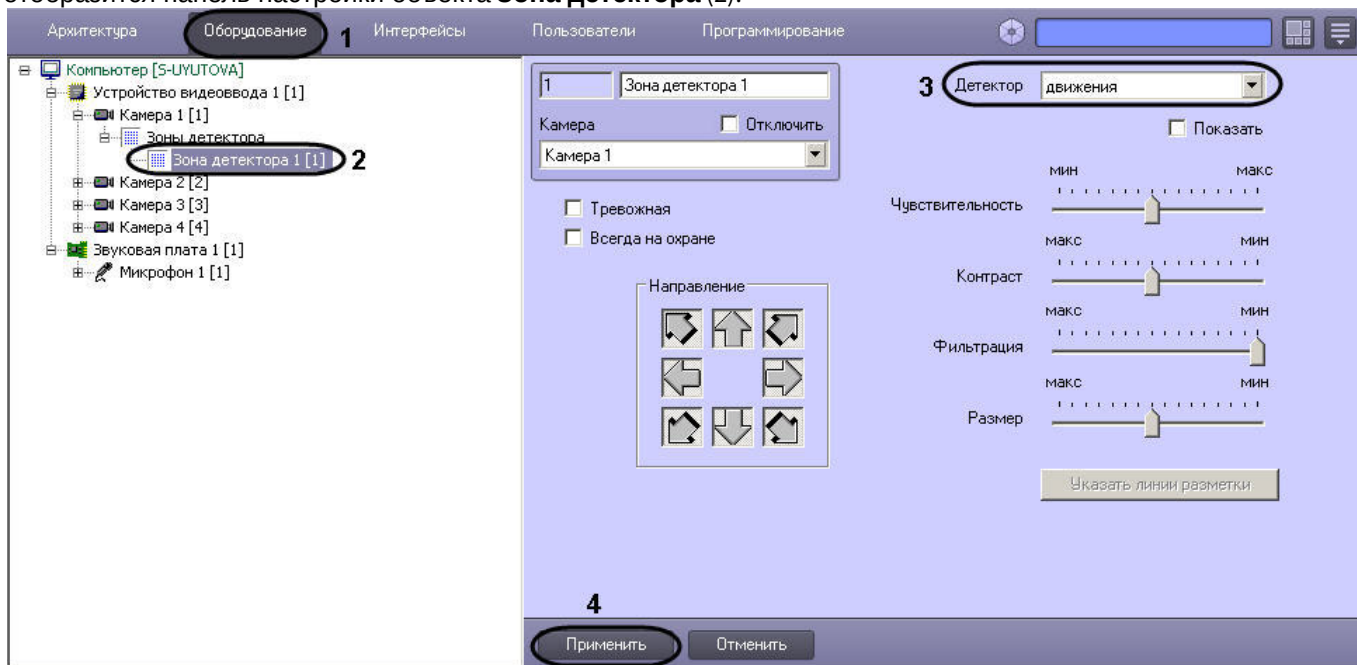 отобразится панель настройки объекта Зона детектора (2).
Архитектура Оборудование 1 Интерфейсы Пользователи Программирование
Компьютер [S-UYUTOVA]
Устройство видеоввода 1 [1]
Камера 1 [1]
Зоны детектора
Зона детектора 1 [1] 2
Камера 2 [2]
Камера 3 [3]
Камера 4 [4]
Звуковая плата 1 [1]
Микрофон 1 [1]
1 Зона детектора 1
Камера Отключить
Камера 1
Тревожная
Всегда на охране
Направление
3 Детектор движения
Показать
мин макс
Чувствительность
макс мин
Контраст
макс мин
Фильтрация
макс мин
Размер
Указать линии разметки
4
Применить Отменить